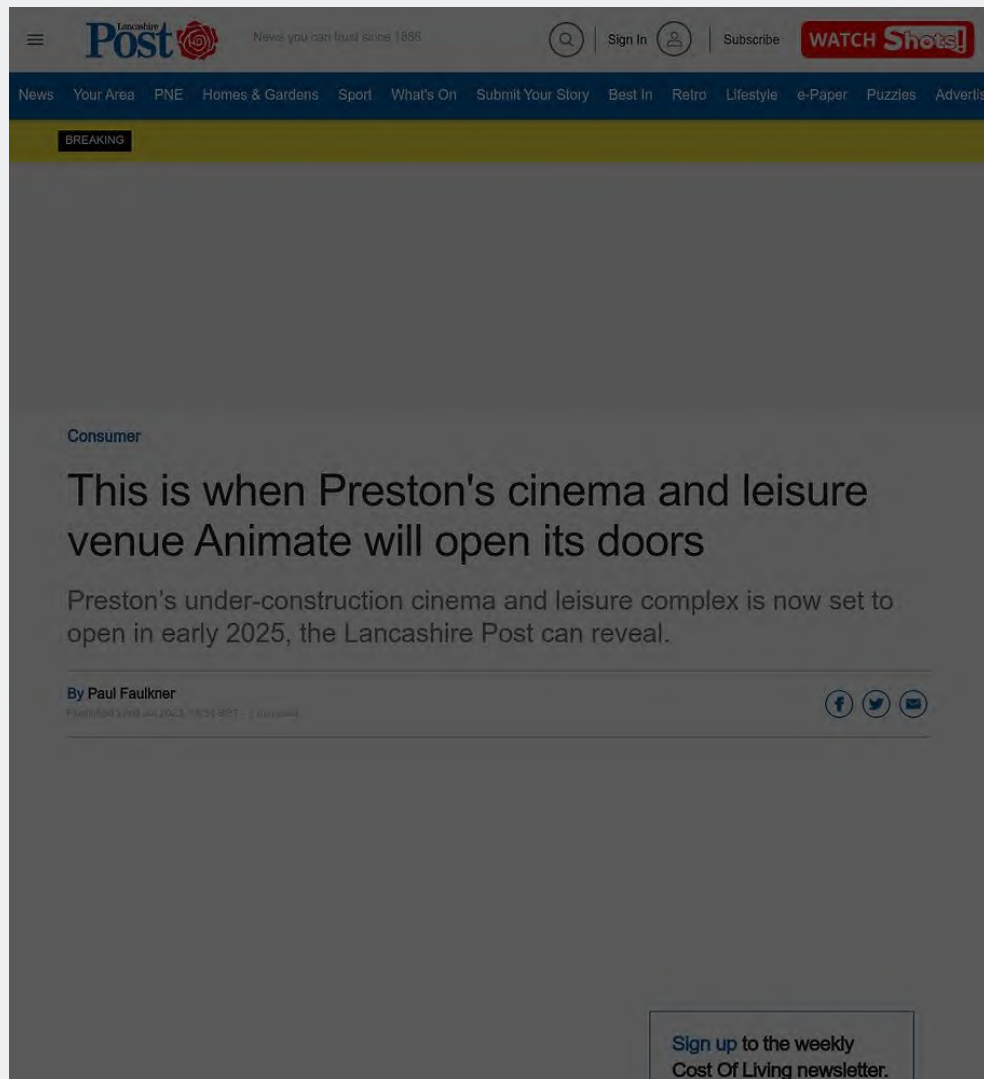 Lancashire
Post
News you can trust since 1886
Sign In
Subscribe
WATCH Shots!
News Your Area PNE Homes & Gardens Sport What's On Submit Your Story Best In Retro Lifestyle e-Paper Puzzles Advertis
BREAKING
Consumer
This is when Preston's cinema and leisure
venue Animate will open its doors
Preston's under-construction cinema and leisure complex is now set to
open in early 2025, the Lancashire Post can reveal.
By Paul Faulkner
Sign up to the weekly
Cost Of Living newsletter.